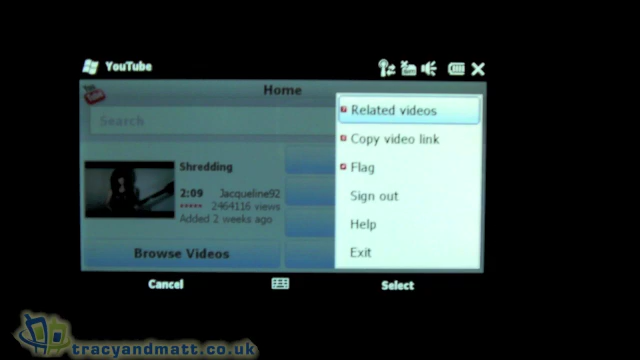 YouTube
Home
Search
Related videos
Copy video link
Flag
Sign out
Help
Exit
Shredding
2:09 Jacqueline92
2464116 views
Added 2 weeks ago
Browse Videos
Cancel
Select
tracyandmatt.co.uk